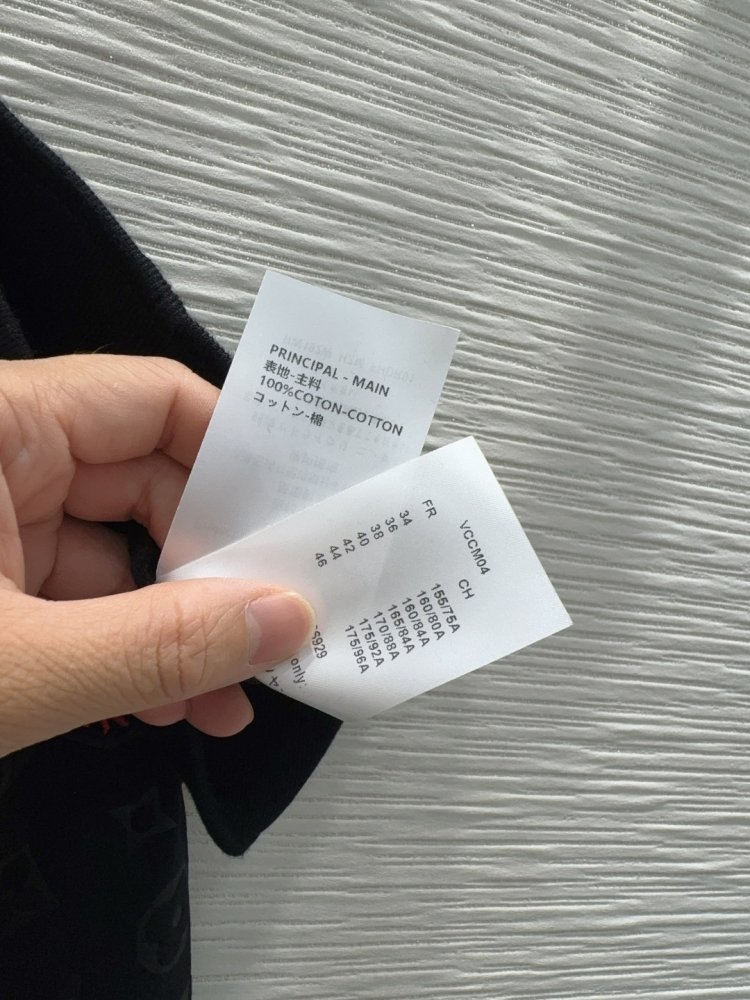 PRINCIPAL - MAIN
表地-主料
100%COTON-COTTON
コットン-棉
VCCM04
FR CH
34 155/75A
36 160/80A
38 160/84A
40 165/84A
42 170/88A
44 175/92A
46 175/96A
S929
only